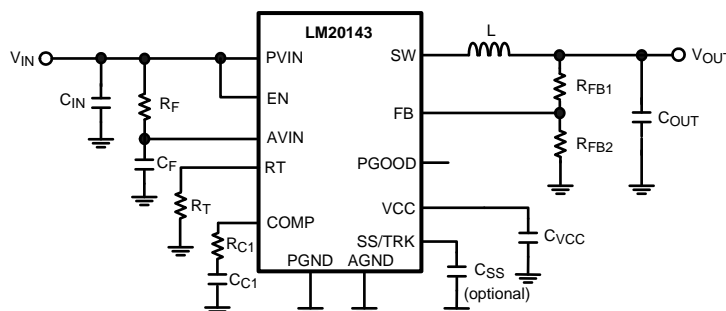 LM20143
VIN
PVIN
SW
L
VOUT
CIN
RF
EN
RFB1
FB
COUT
AVIN
RFB2
CF
RT
PGOOD
RT
VCC
COMP
CVCC
RC1
SS/TRK
CC1
PGND
AGND
CSS
(optional)